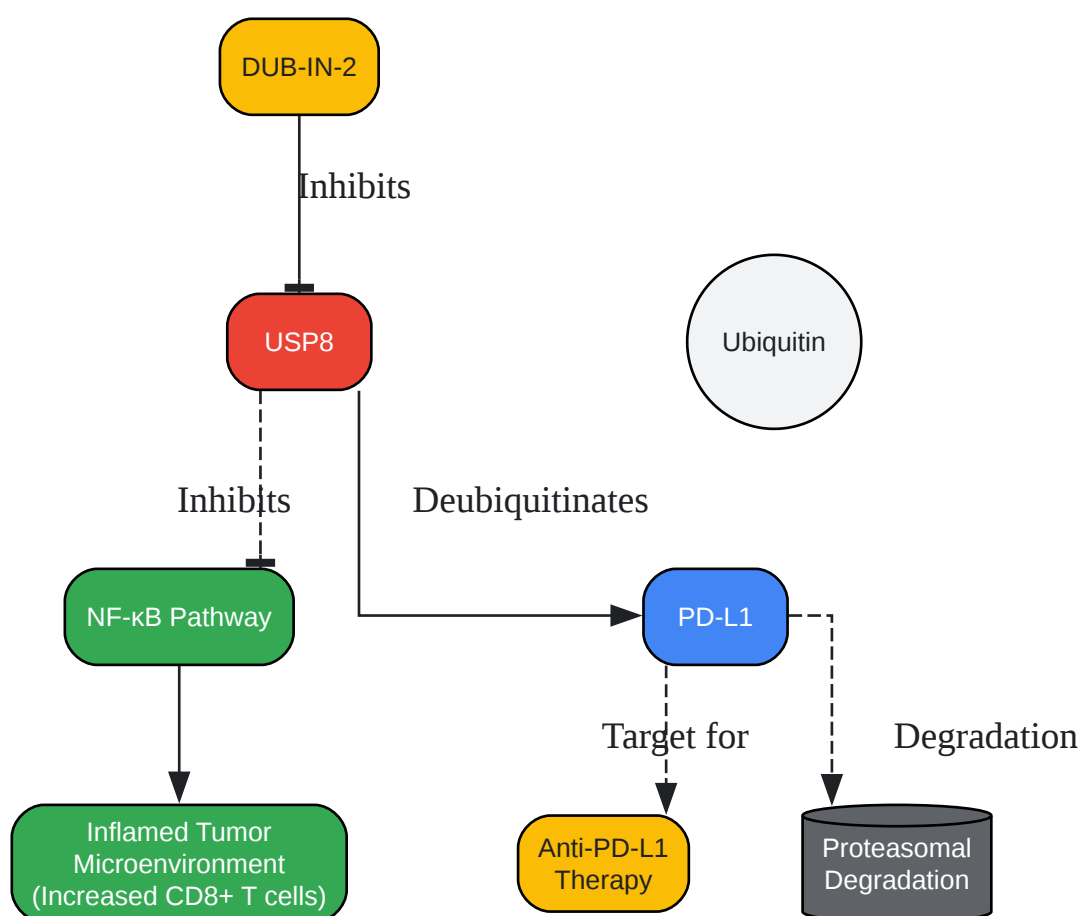 DUB-IN-2
Inhibits
USP8
Ubiquitin
Inhibits
Deubiquitinates
NF-κB Pathway
PD-L1
Target for
Degradation
Inflamed Tumor
Microenvironment
(Increased CD8+ T cells)
Anti-PD-L1
Therapy
Proteasomal
Degradation